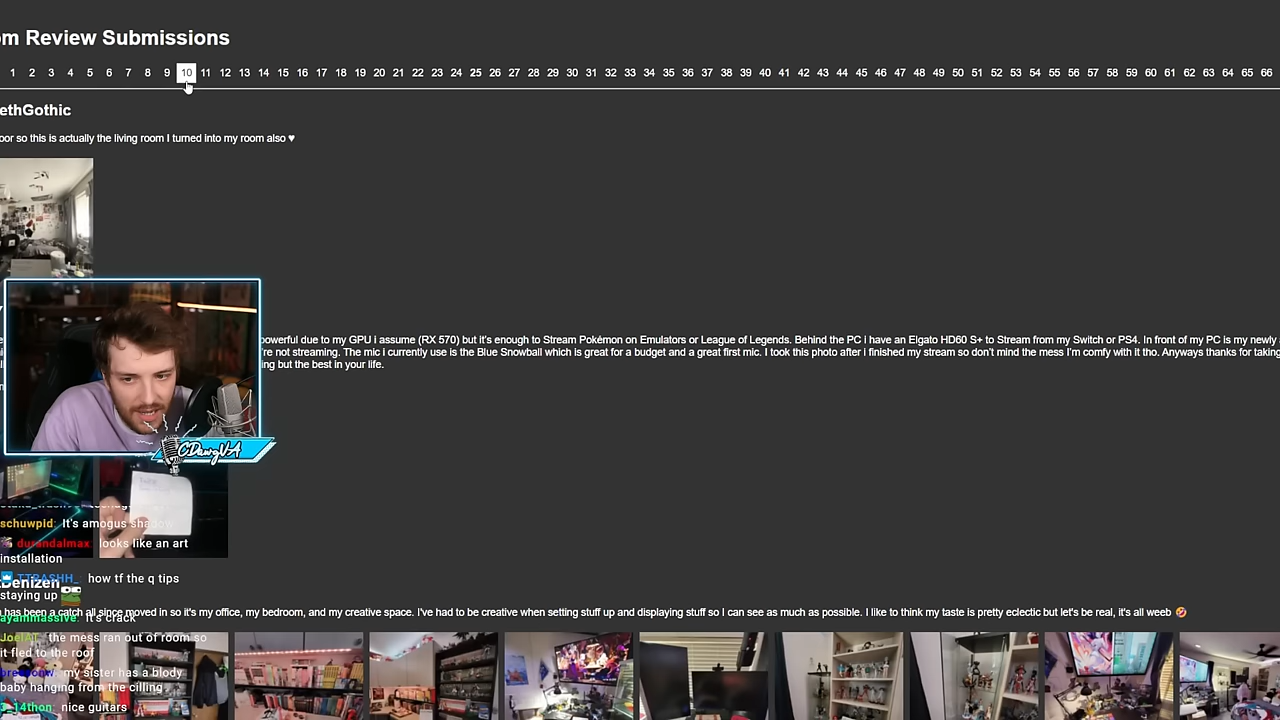 om Review Submissions
1 2 3 4 5 6 7 8 9 10 11 12 13 14 15 16 17 18 19 20 21 22 23 24 25 26 27 28 29 30 31 32 33 34 35 36 37 38 39 40 41 42 43 44 45 46 47 48 49 50 51 52 53 54 55 56 57 58 59 60 61 62 63 64 65 66
ethGothic
oor so this is actually the living room I turned into my room also ♥
powerful due to my GPU i assume (RX 570) but it's enough to Stream Pokémon on Emulators or League of Legends. Behind the PC I have an Elgato HD60 S+ to Stream from my Switch or PS4. In front of my PC is my newly
're not streaming. The mic i currently use is the Blue Snowball which is great for a budget and a great first mic. I took this photo after I finished my stream so don't mind the mess I'm comfy with it tho. Anyways thanks for taking
ing but the best in your life.
CDawgVA
schuwpid: It's amogus shadow
durandalmax: looks like an art
installation
TTRASHH_: how tf the q tips
staying up
Denizen
has been a catch all since moved in so it's my office, my bedroom, and my creative space. I've had to be creative when setting stuff up and displaying stuff so I can see as much as possible. I like to think my taste is pretty eclectic but let's be real, it's all weeb 🤣
ayammassive: it's crack
JoelAT: the mess ran out of room so
it fled to the roof
my sister has a blody
baby hanging from the cilling
3_14thon: nice guitars